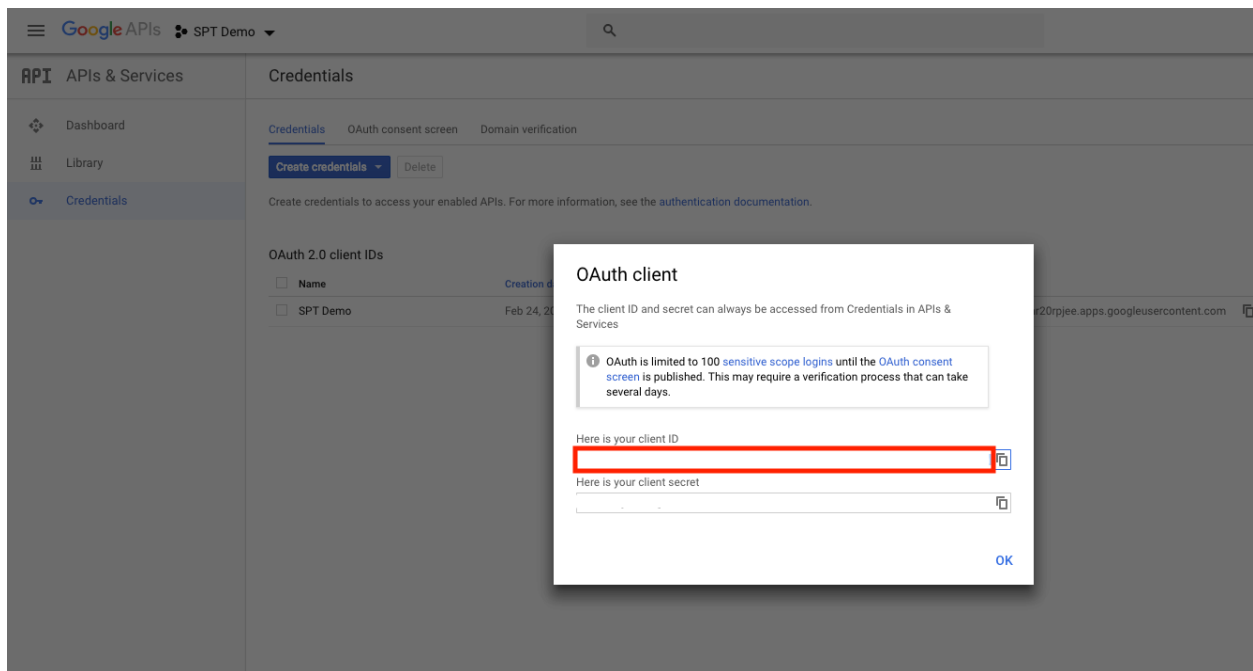 Google APIs SPT Demo
API APIs & Services
Credentials
Dashboard
Library
Credentials
Credentials OAuth consent screen Domain verification
Create credentials Delete
Create credentials to access your enabled APIs. For more information, see the authentication documentation.
OAuth 2.0 client IDs
Name Creation d
SPT Demo Feb 24, 20
r20rpjee.apps.googleusercontent.com
OAuth client
The client ID and secret can always be accessed from Credentials in APIs &
Services
OAuth is limited to 100 sensitive scope logins until the OAuth consent
screen is published. This may require a verification process that can take
several days.
Here is your client ID
Here is your client secret
OK